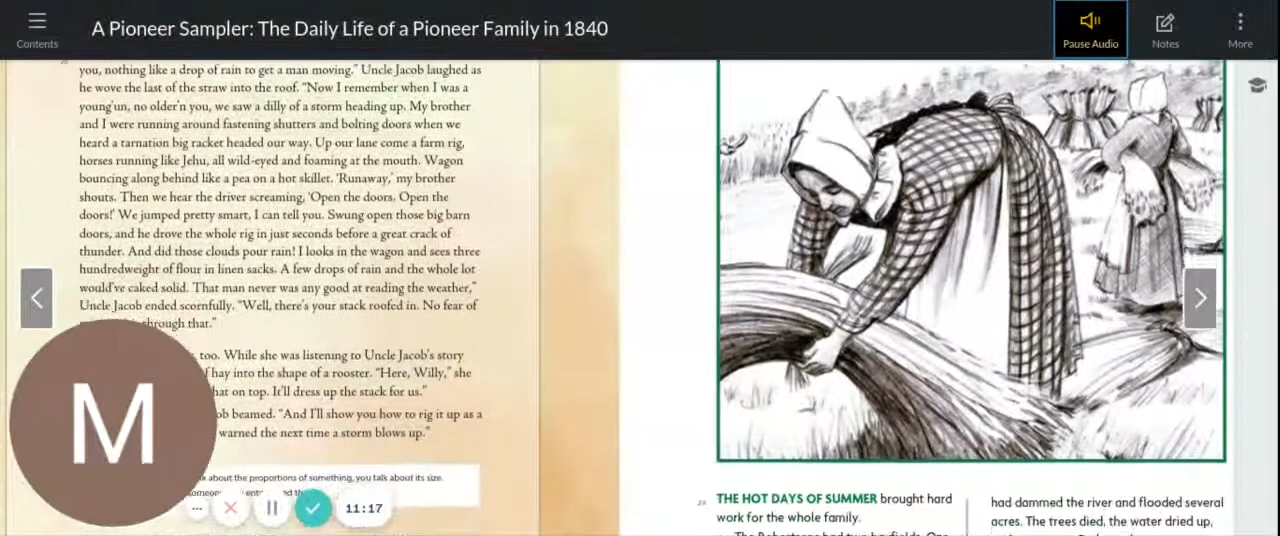 Contents
A Pioneer Sampler: The Daily Life of a Pioneer Family in 1840
Pause Audio
Notes
More
you, nothing like a drop of rain to get a man moving." Uncle Jacob laughed as
he wove the last of the straw into the roof. "Now I remember when I was a
young'un, no older'n you, we saw a dilly of a storm heading up. My brother
and I were running around fastening shutters and bolting doors when we
heard a tarnation big racket headed our way. Up our lane come a farm rig,
horses running like Jehu, all wild-eyed and foaming at the mouth. Wagon
bouncing along behind like a pea on a hot skillet. 'Runaway,' my brother
shouts. Then we hear the driver screaming, 'Open the doors. Open the
doors!' We jumped pretty smart, I can tell you. Swung open those big barn
doors, and he drove the whole rig in just seconds before a great crack of
thunder. And did those clouds pour rain! I looks in the wagon and sees three
hundredweight of flour in linen sacks. A few drops of rain and the whole lot
would've caked solid. That man never was any good at reading the weather,"
Uncle Jacob ended scornfully. "Well, there's your stack roofed in. No fear of
through that."
too. While she was listening to Uncle Jacob's story
hay into the shape of a rooster. "Here, Willy," she
hat on top. It'll dress up the stack for us."
ob beamed. "And I'll show you how to rig it up as a
warned the next time a storm blows up."
about the proportions of something, you talk about its size.
M
11:17
THE HOT DAYS OF SUMMER brought hard
work for the whole family.
had dammed the river and flooded several
acres. The trees died, the water dried up,